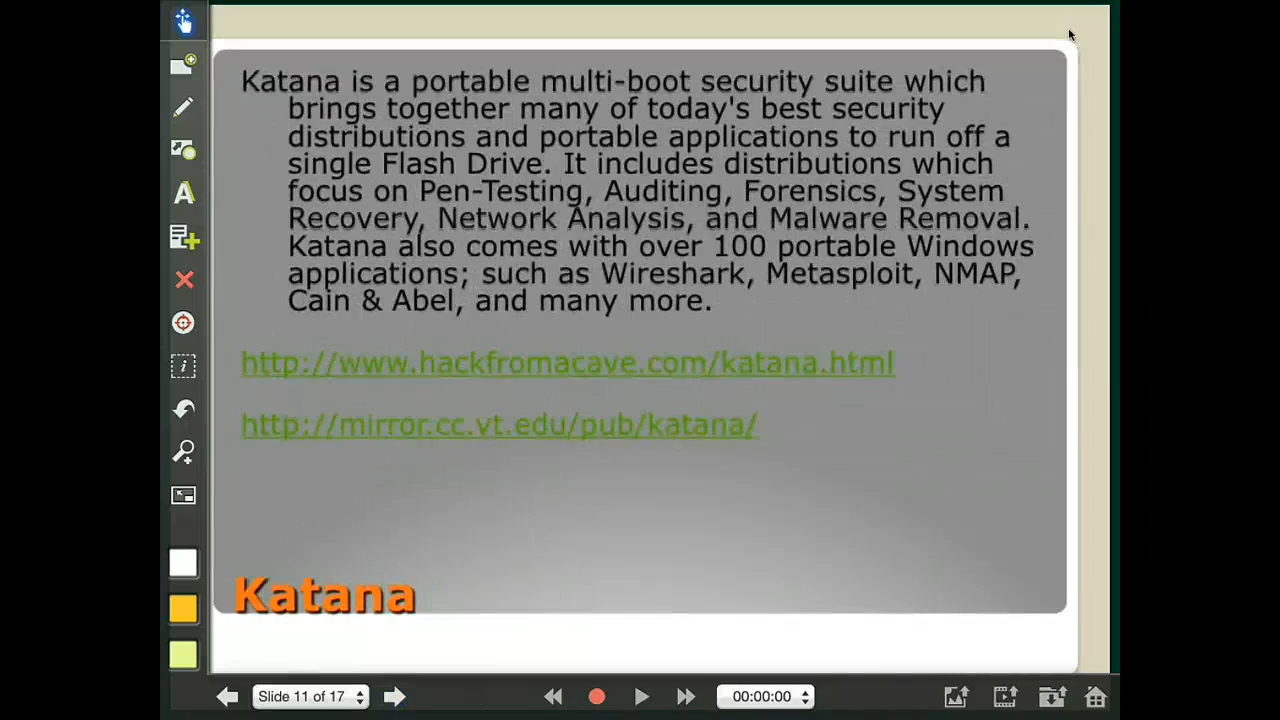 Katana is a portable multi-boot security suite which
brings together many of today's best security
distributions and portable applications to run off a
single Flash Drive. It includes distributions which
focus on Pen-Testing, Auditing, Forensics, System
Recovery, Network Analysis, and Malware Removal.
Katana also comes with over 100 portable Windows
applications; such as Wireshark, Metasploit, NMAP,
Cain & Abel, and many more.
http://www.hackfromacave.com/katana.html
http://mirror.cc.vt.edu/pub/katana/
Katana
Slide 11 of 17
00:00:00